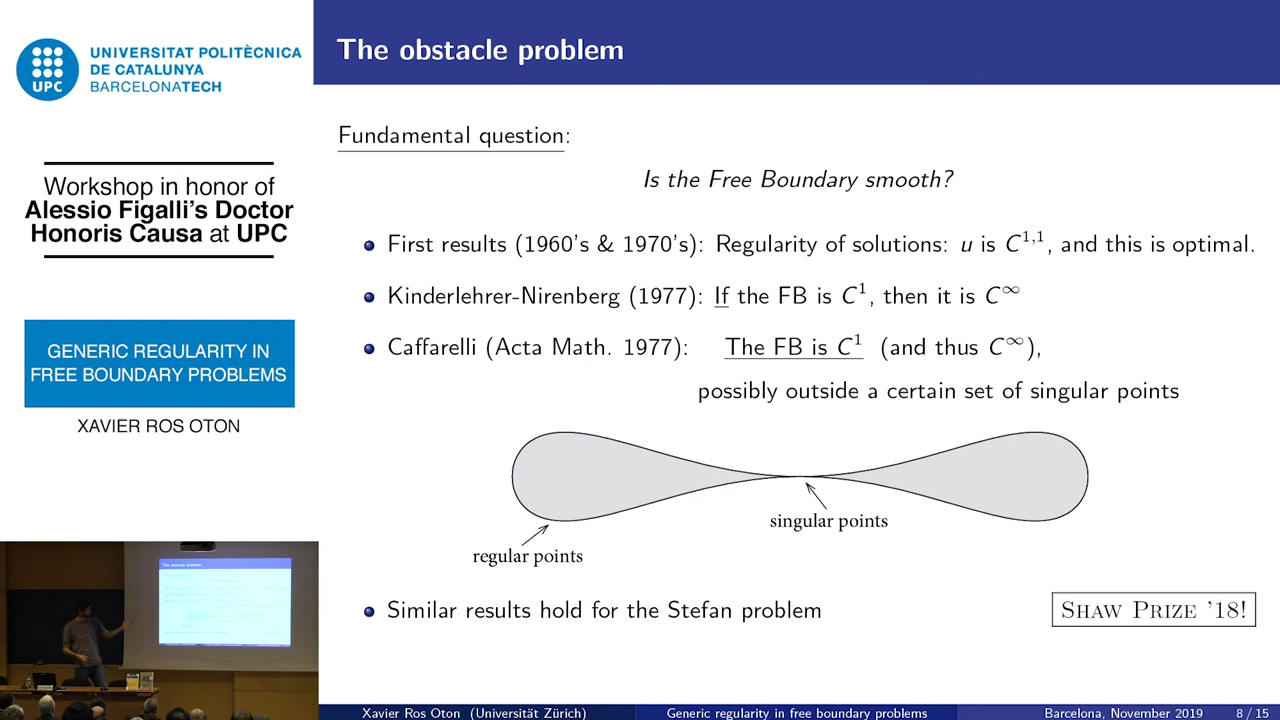 UNIVERSITAT POLITÈCNICA
DE CATALUNYA
BARCELONATECH
UPC
Workshop in honor of
Alessio Figalli's Doctor
Honoris Causa at UPC
GENERIC REGULARITY IN
FREE BOUNDARY PROBLEMS
XAVIER ROS OTON
The obstacle problem
Fundamental question:
Is the Free Boundary smooth?
First results (1960's & 1970's): Regularity of solutions: u is C^{1,1}, and this is optimal.
Kinderlehrer-Nirenberg (1977): If the FB is C^1, then it is C^∞
Caffarelli (Acta Math. 1977): The FB is C^1 (and thus C^∞),
possibly outside a certain set of singular points
singular points
regular points
Similar results hold for the Stefan problem
SHAW PRIZE '18!
The obstacle problem
Xavier Ros Oton (Universität Zürich)
Generic regularity in free boundary problems
Barcelona, November 2019
8 / 15